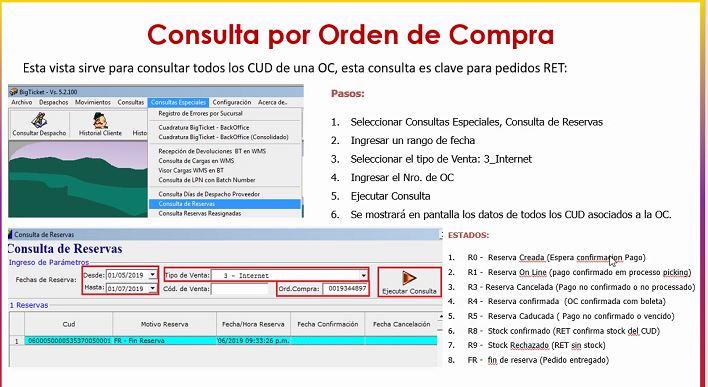 Consulta por Orden de Compra
Esta vista sirve para consultar todos los CUD de una OC, esta consulta es clave para pedidos RET:
BigTicket - Vs. 5.2.100
Archivo Despachos Movimientos Consultas Consultas Especiales Configuración Acerca de..
Consultar Despacho Historial Cliente
Registro de Errores por Sucursal
Cuadratura BigTicket - BackOffice
Cuadratura BigTicket - BackOffice (Consolidado)
Recepción de Devoluciones BT en WMS
Consulta de Cargas en WMS
Visor Cargas WMS en BT
Consulta de LPN con Batch Number
Consulta Días de Despacho Proveedor
Consulta de Reservas
Consulta Reservas Reasignadas
Pasos:
1. Seleccionar Consultas Especiales, Consulta de Reservas
2. Ingresar un rango de fecha
3. Seleccionar el tipo de Venta: 3_Internet
4. Ingresar el Nro. de OC
5. Ejecutar Consulta
6. Se mostrará en pantalla los datos de todos los CUD asociados a la OC.
Consulta de Reservas
Consulta de Reservas
Ingreso de Parámetros
Fechas de Reserva: Desde: 01/05/2019 Tipo de Venta: 3 - Internet
Hasta: 01/07/2019 Cód. de Venta: Ord.Compra: 0019344897 Ejecutar Consulta
1 Reservas
Cud Motivo Reserva Fecha/Hora Reserva Fecha Confirmación Fecha Cancelación
1 FR - Fin Reserva '06/2019 09:33:26 p.m.
ESTADOS:
1. R0 - Reserva Creada (Espera confirmacion Pago)
2. R1 - Reserva On Line (pago confirmado em processo picking)
3. R3 - Reserva Cancelada (Pago no confirmado o no processado)
4. R4 - Reserva confirmada (OC confirmada con boleta)
5. R5 - Reserva Caducada ( Pago no confirmado o vencido)
6. R8 - Stock confirmado (RET confirma stock del CUD)
7. R9 - Stock Rechazado (RET sin stock)
8. FR - fin de reserva (Pedido entregado)